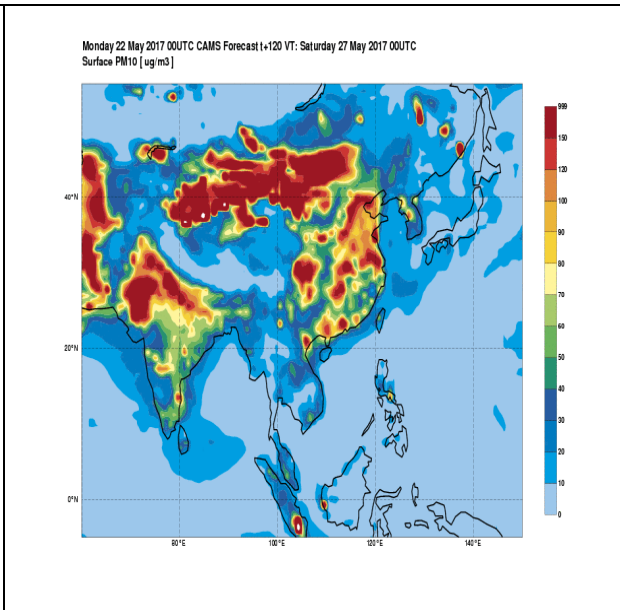 Monday 22 May 2017 00UTC CAMS Forecast t+120 VT: Saturday 27 May 2017 00UTC
Surface PM10 [ ug/m3 ]
999
150
120
100
90
80
70
60
50
40
30
20
10
0
40°N
20°N
0°N
80°E
100°E
120°E
140°E